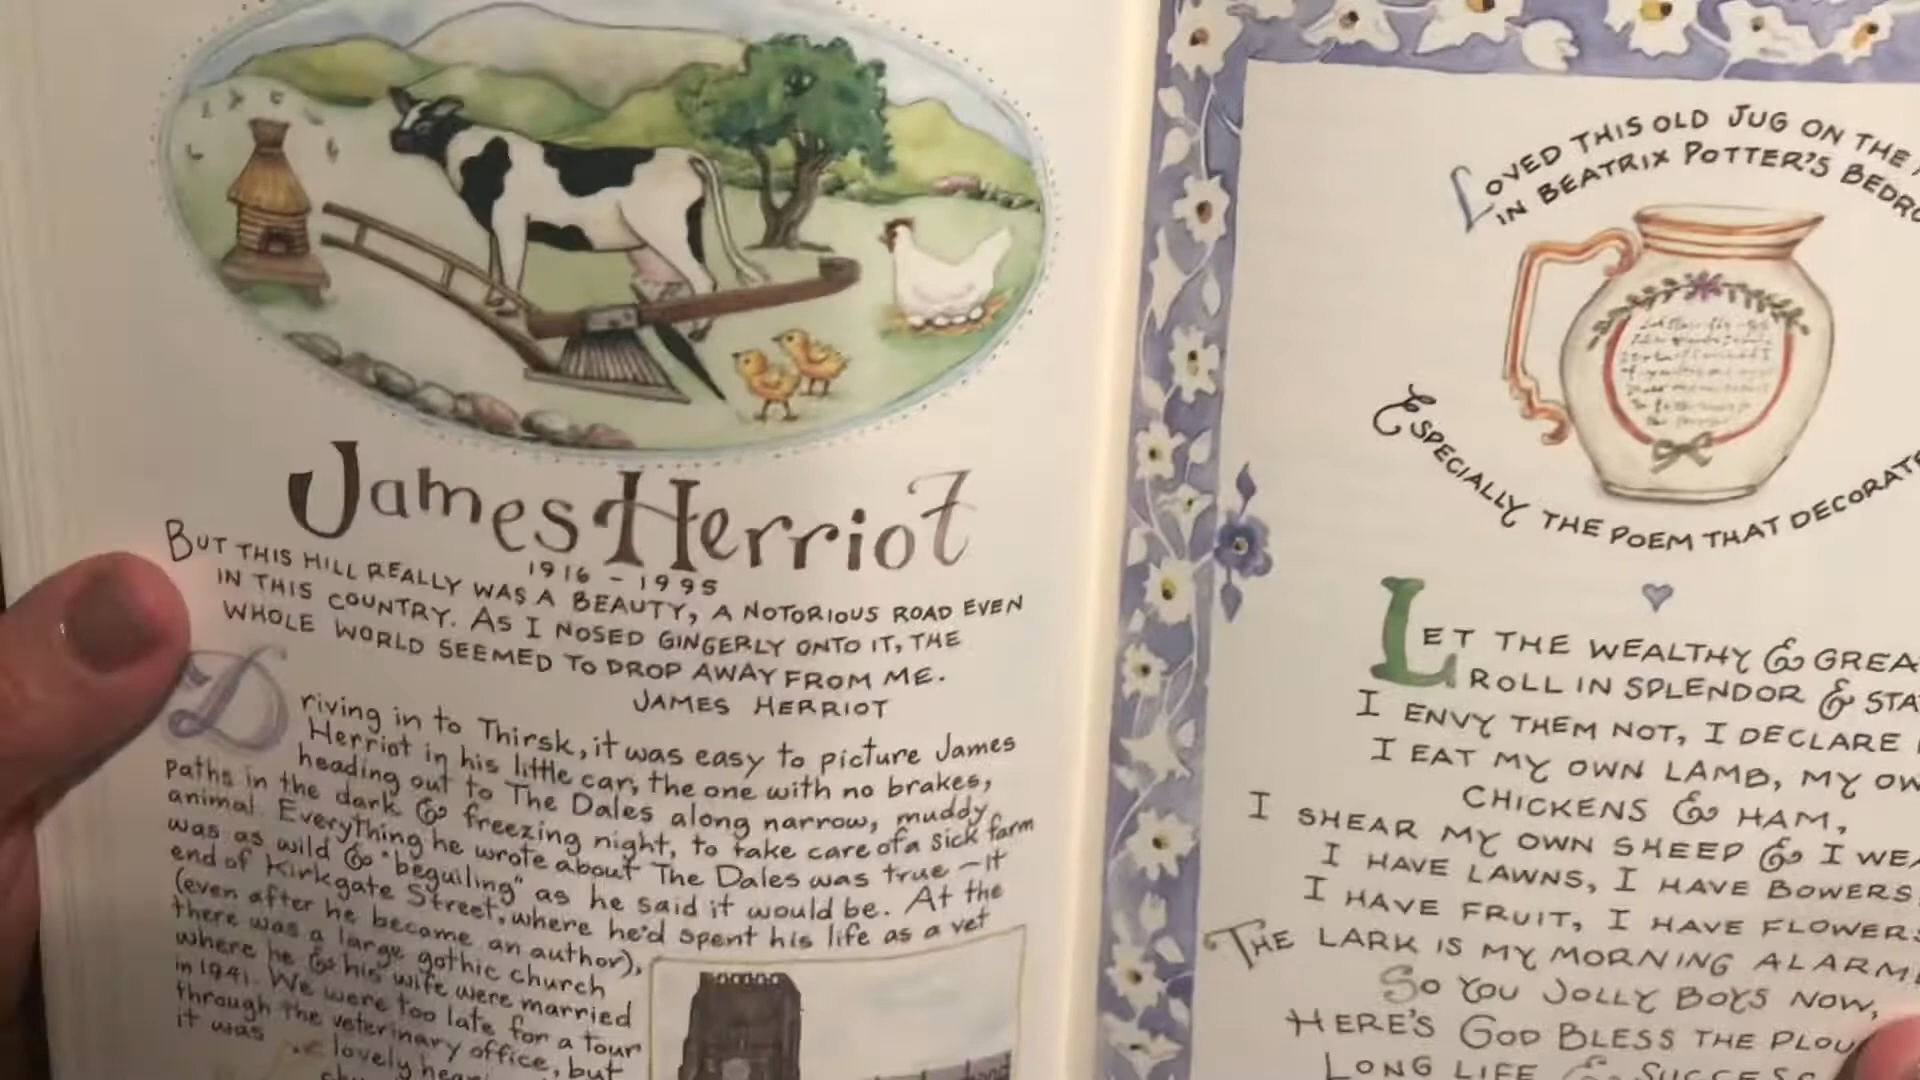 James Herriot
1916 - 1995
BUT THIS HILL REALLY WAS A BEAUTY, A NOTORIOUS ROAD EVEN
IN THIS COUNTRY. AS I NOSED GINGERLY ONTO IT, THE
WHOLE WORLD SEEMED TO DROP AWAY FROM ME.
JAMES HERRIOT
Driving in to Thirsk, it was easy to picture James
Herriot in his little car, the one with no brakes,
heading out to The Dales along narrow, muddy
paths in the dark & freezing night, to take care of a sick farm
animal. Everything he wrote about The Dales was true - it
was as wild & "beguiling" as he said it would be. At the
end of Kirkgate Street, where he'd spent his life as a vet
(even after he became an author),
there was a large gothic church
where he & his wife were married
in 1941. We were too late for a tour
through the veterinary office, but
it was lovely
LOVED THIS OLD JUG ON THE
IN BEATRIX POTTER'S
ESPECIALLY THE POEM THAT
LET THE WEALTHY &
ROLL IN SPLENDOR &
I ENVY THEM NOT, I DECLARE
I EAT MY OWN LAMB, MY
CHICKENS & HAM,
I SHEAR MY OWN SHEEP & I
I HAVE LAWNS, I HAVE BOWERS
I HAVE FRUIT, I HAVE
THE LARK IS MY MORNING
SO YOU JOLLY BOYS NOW,
HERE'S GOD BLESS THE
LONG LIFE &